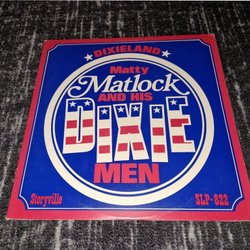 DIXIELAND
Matty
Matlock
AND HIS
DIXIE
MEN
Storyville SLP-822